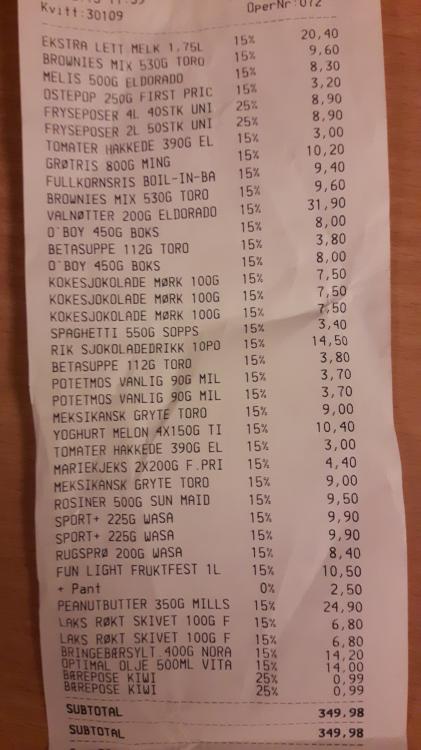 Kvitt:30109 OperNr:072
EKSTRA LETT MELK 1,75L 15% 20,40
BROWNIES MIX 530G TORO 15% 9,60
MELIS 500G ELDORADO 15% 8,30
OSTEPOP 250G FIRST PRIC 15% 3,20
FRYSEPOSER 4L 40STK UNI 25% 8,90
FRYSEPOSER 2L 50STK UNI 25% 8,90
TOMATER HAKKEDE 390G EL 15% 3,00
GRØTRIS 800G MING 15% 10,20
FULLKORNSRIS BOIL-IN-BA 15% 9,40
BROWNIES MIX 530G TORO 15% 9,60
VALNØTTER 200G ELDORADO 15% 31,90
O'BOY 450G BOKS 15% 8,00
BETASUPPE 112G TORO 15% 3,80
O'BOY 450G BOKS 15% 8,00
KOKESJOKOLADE MØRK 100G 15% 7,50
KOKESJOKOLADE MØRK 100G 15% 7,50
KOKESJOKOLADE MØRK 100G 15% 7,50
SPAGHETTI 550G SOPPS 15% 3,40
RIK SJOKOLADEDRIKK 10PO 15% 14,50
BETASUPPE 112G TORO 15% 3,80
POTETMOS VANLIG 90G MIL 15% 3,70
POTETMOS VANLIG 90G MIL 15% 3,70
MEKSIKANSK GRYTE TORO 15% 9,00
YOGHURT MELON 4X150G TI 15% 10,40
TOMATER HAKKEDE 390G EL 15% 3,00
MARIEKJEKS 2X200G F.PRI 15% 4,40
MEKSIKANSK GRYTE TORO 15% 9,00
ROSINER 500G SUN MAID 15% 9,50
SPORT+ 225G WASA 15% 9,90
SPORT+ 225G WASA 15% 9,90
RUGSPRØ 200G WASA 15% 8,40
FUN LIGHT FRUKTFEST 1L 15% 10,50
+ Pant 0% 2,50
PEANUTBUTTER 350G MILLS 15% 24,90
LAKS RØKT SKIVET 100G F 15% 6,80
LAKS RØKT SKIVET 100G F 15% 6,80
BRINGEBÆRSYLT.400G NORA 15% 14,20
OPTIMAL OLJE 500ML VITA 15% 14,00
BÆREPOSE KIWI 25% 0,99
BÆREPOSE KIWI 25% 0,99
SUBTOTAL 349,98
SUBTOTAL 349,98